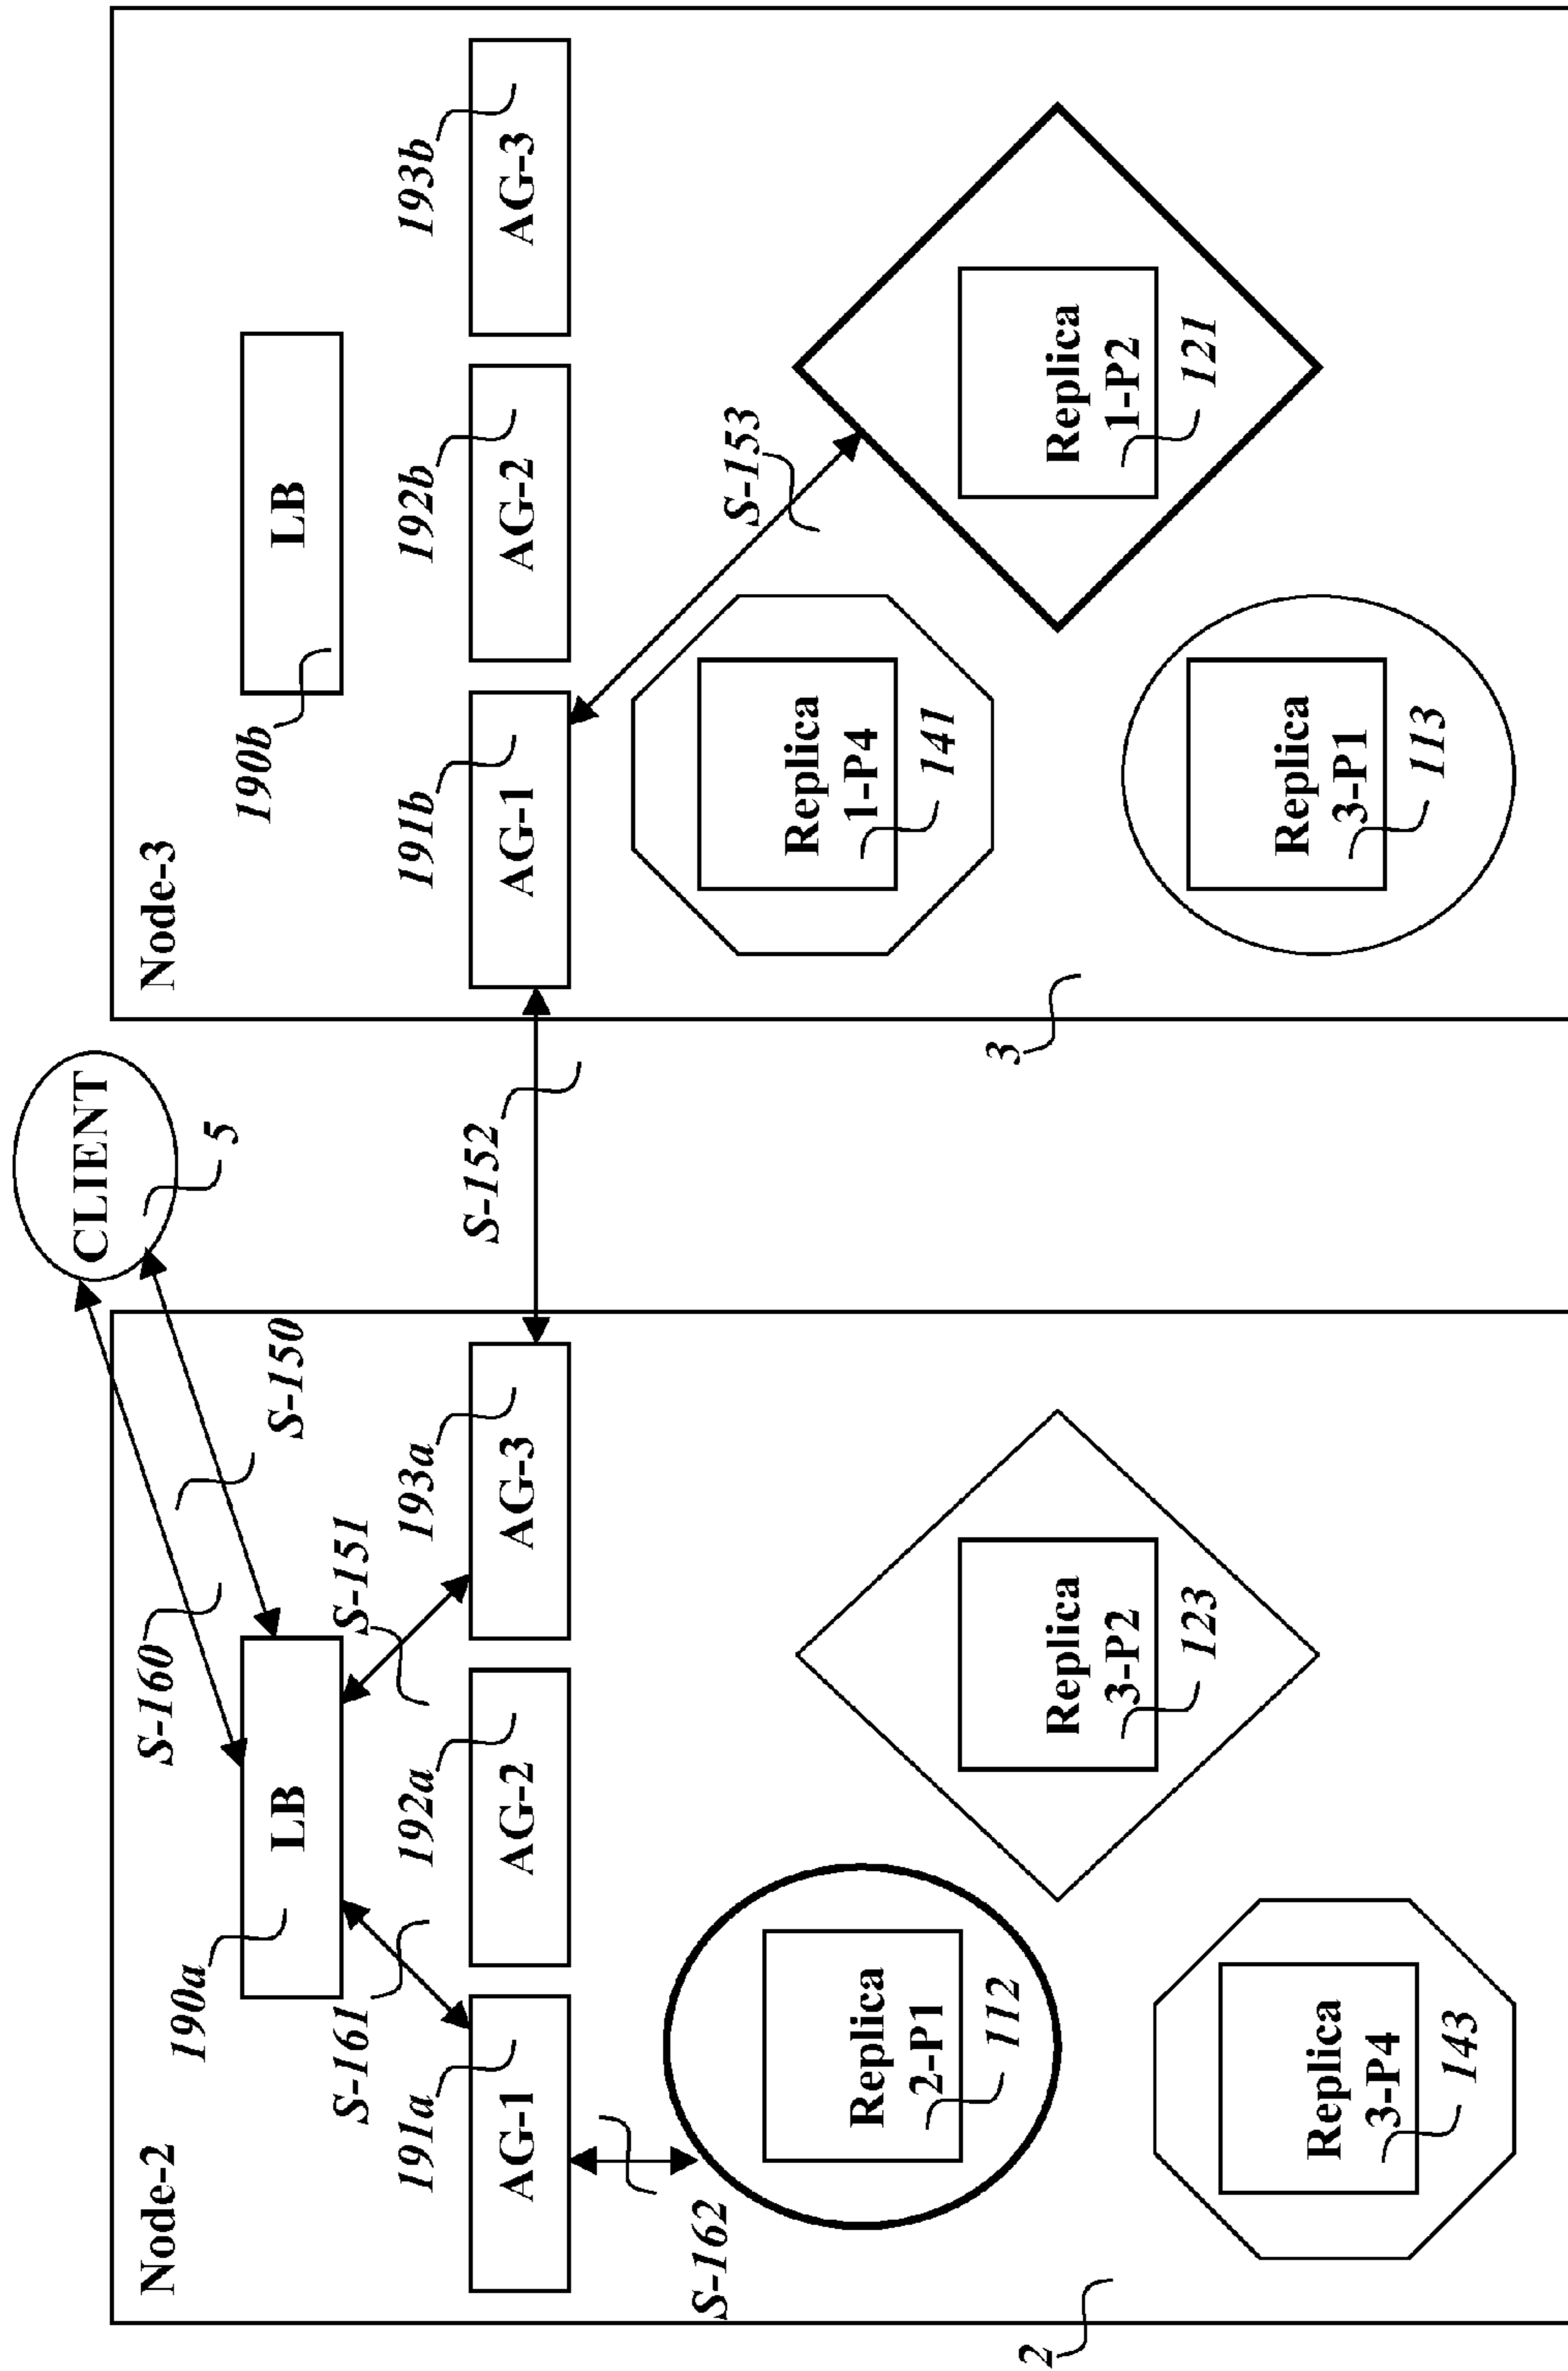 CLIENT
5
Node-2
S-160
S-150
190a
LB
S-161
S-151
191a
AG-1
192a
AG-2
193a
AG-3
S-152
S-162
Replica
2-P1
112
Replica
3-P2
123
Replica
3-P4
143
2
Node-3
190b
LB
191b
AG-1
192b
AG-2
193b
AG-3
S-153
Replica
1-P4
141
Replica
1-P2
121
Replica
3-P1
113
3